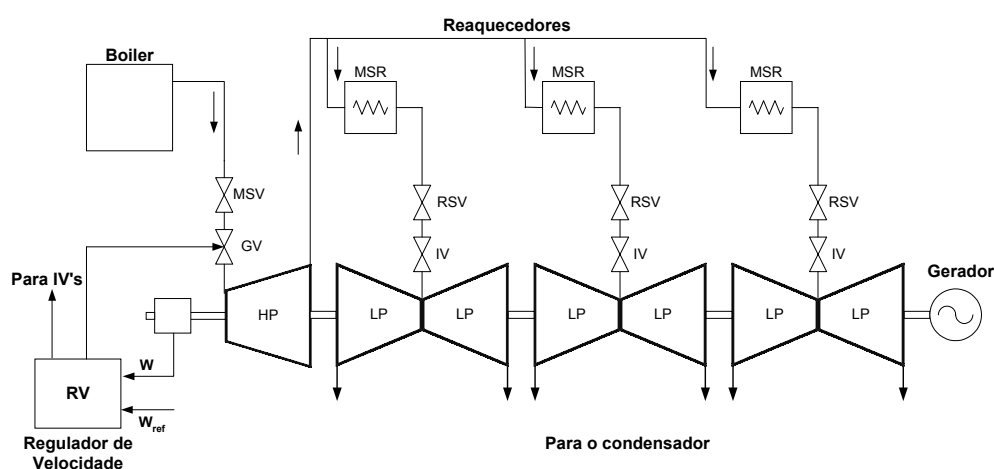 Reaquecedores
Boiler
MSR
MSR
MSR
MSV
RSV
RSV
RSV
GV
IV
IV
IV
Para IV's
Gerador
HP
LP
LP
LP
LP
LP
LP
W
RV
Wref
Regulador de
Velocidade
Para o condensador